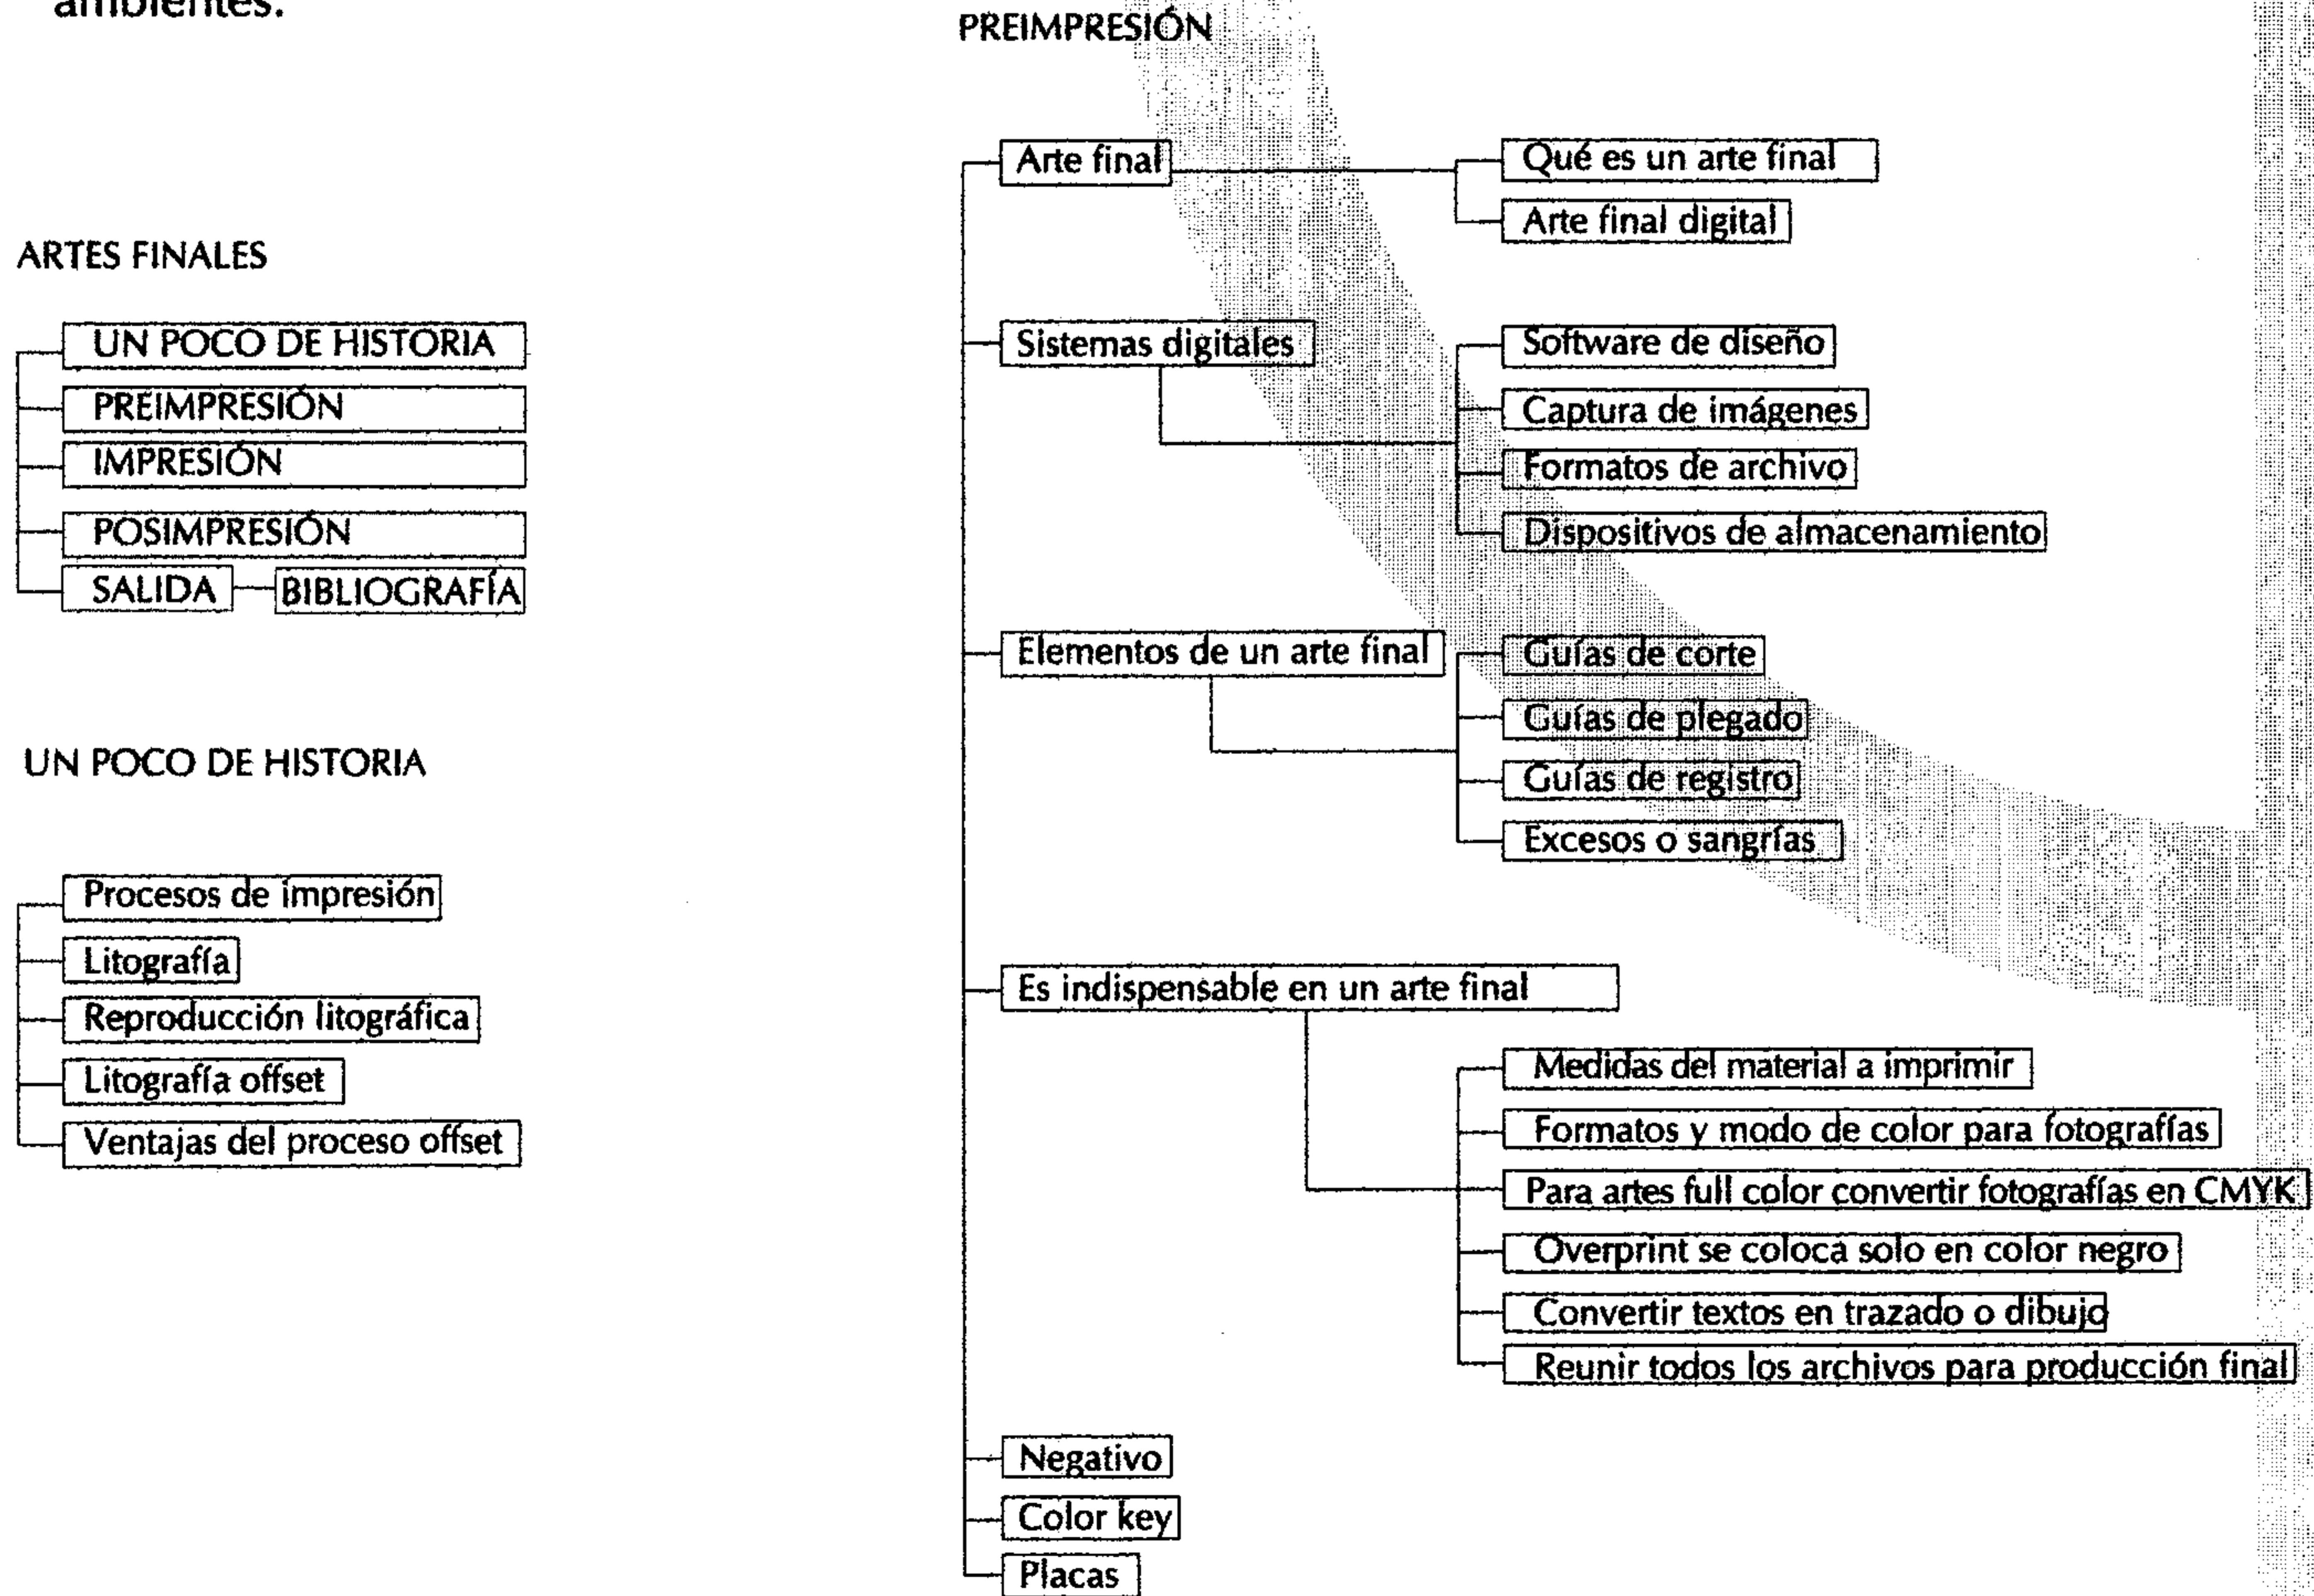 ambientes.
ARTES FINALES
UN POCO DE HISTORIA
PREIMPRESIÓN
IMPRESIÓN
POSIMPRESIÓN
SALIDA BIBLIOGRAFÍA
UN POCO DE HISTORIA
Procesos de impresión
Litografía
Reproducción litográfica
Litografía offset
Ventajas del proceso offset
PREIMPRESIÓN
Arte final
Qué es un arte final
Arte final digital
Sistemas digitales
Software de diseño
Captura de imágenes
Formatos de archivo
Dispositivos de almacenamiento
Elementos de un arte final
Guías de corte
Guías de plegado
Guías de registro
Excesos o sangrías
Es indispensable en un arte final
Medidas del material a imprimir
Formatos y modo de color para fotografías
Para artes full color convertir fotografías en CMYK
Overprint se coloca solo en color negro
Convertir textos en trazado o dibujo
Reunir todos los archivos para producción final
Negativo
Color key
Placas